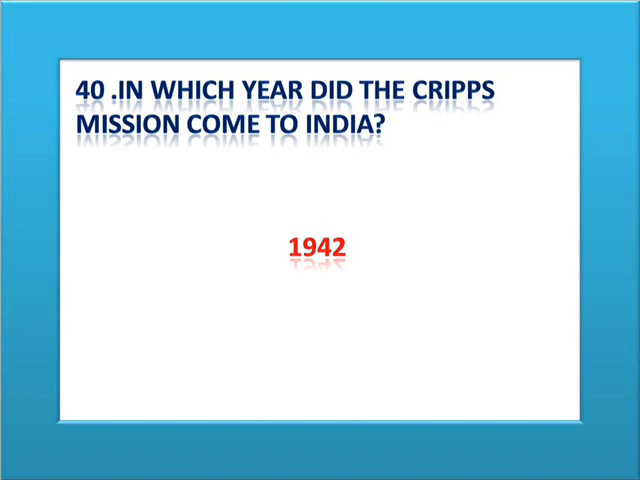 40 .IN WHICH YEAR DID THE CRIPPS
MISSION COME TO INDIA?
1942